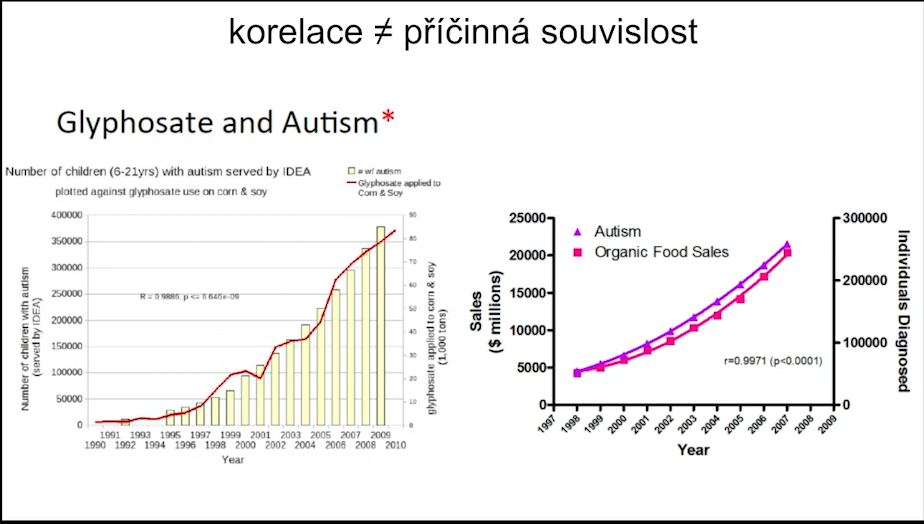 korelace ≠ příčinná souvislost
Glyphosate and Autism*
Number of children (6-21yrs) with autism served by IDEA
plotted against glyphosate use on corn & soy
# w/ autism
Glyphosate applied to
Corn & Soy
400000
350000
300000
250000
200000
150000
100000
50000
0
Number of children with autism
(served by IDEA)
R = 0.9886, p <= 6.646e-09
90
80
70
60
50
40
30
20
10
0
glyphosate applied to corn & soy
(1,000 tons)
1991 1993 1995 1997 1999 2001 2003 2005 2007 2009
1990 1992 1994 1996 1998 2000 2002 2004 2006 2008 2010
Year
25000
20000
15000
10000
5000
0
Sales
($ millions)
Autism
Organic Food Sales
r=0.9971 (p<0.0001)
300000
200000
100000
0
Individuals Diagnosed
1997 1998 1999 2000 2001 2002 2003 2004 2005 2006 2007 2008 2009
Year